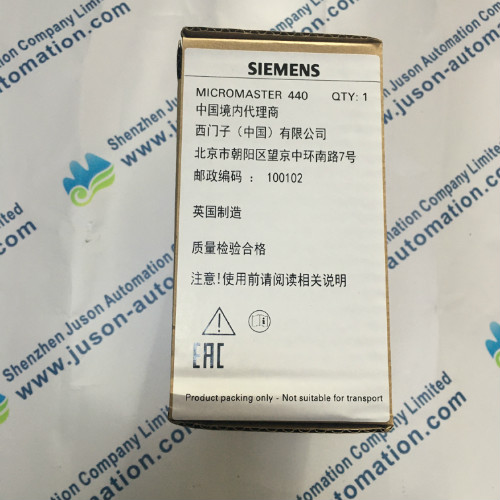 SIEMENS
MICROMASTER 440 QTY: 1
中国境内代理商
西门子（中国）有限公司
北京市朝阳区望京中环南路7号
邮政编码： 100102
英国制造
质量检验合格
注意!使用前请阅读相关说明
EAC
Product packing only - Not suitable for transport
Shenzhen Juson Automation Company Limited
www.juson-automation.com